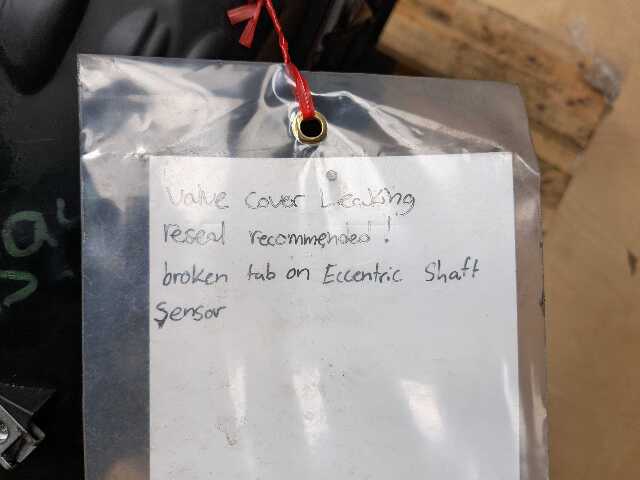 Valve cover Leaking
reseal recommended!
broken tab on Eccentric Shaft
Sensor